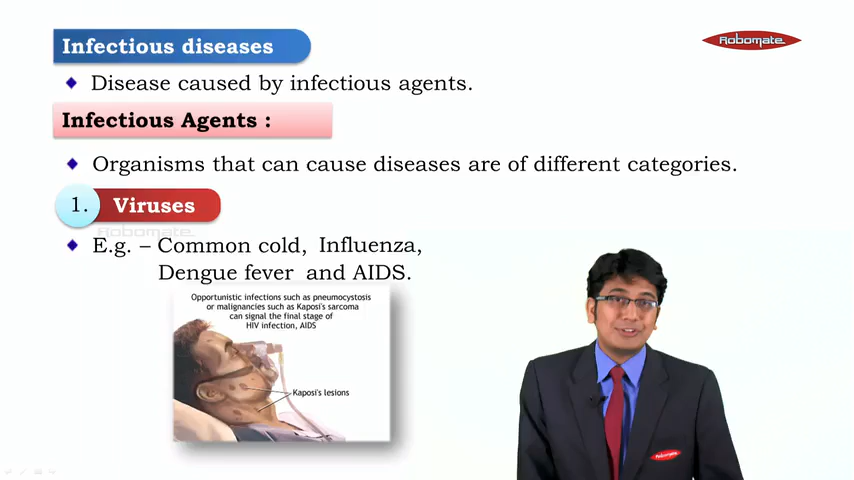 Infectious diseases
Robomate
Disease caused by infectious agents.
Infectious Agents :
Organisms that can cause diseases are of different categories.
1. Viruses
Robomate
E.g. – Common cold, Influenza,
Dengue fever and AIDS.
Opportunistic infections such as pneumocystosis
or malignancies such as Kaposi's sarcoma
can signal the final stage of
HIV infection, AIDS
Kaposi's lesions
Robomate